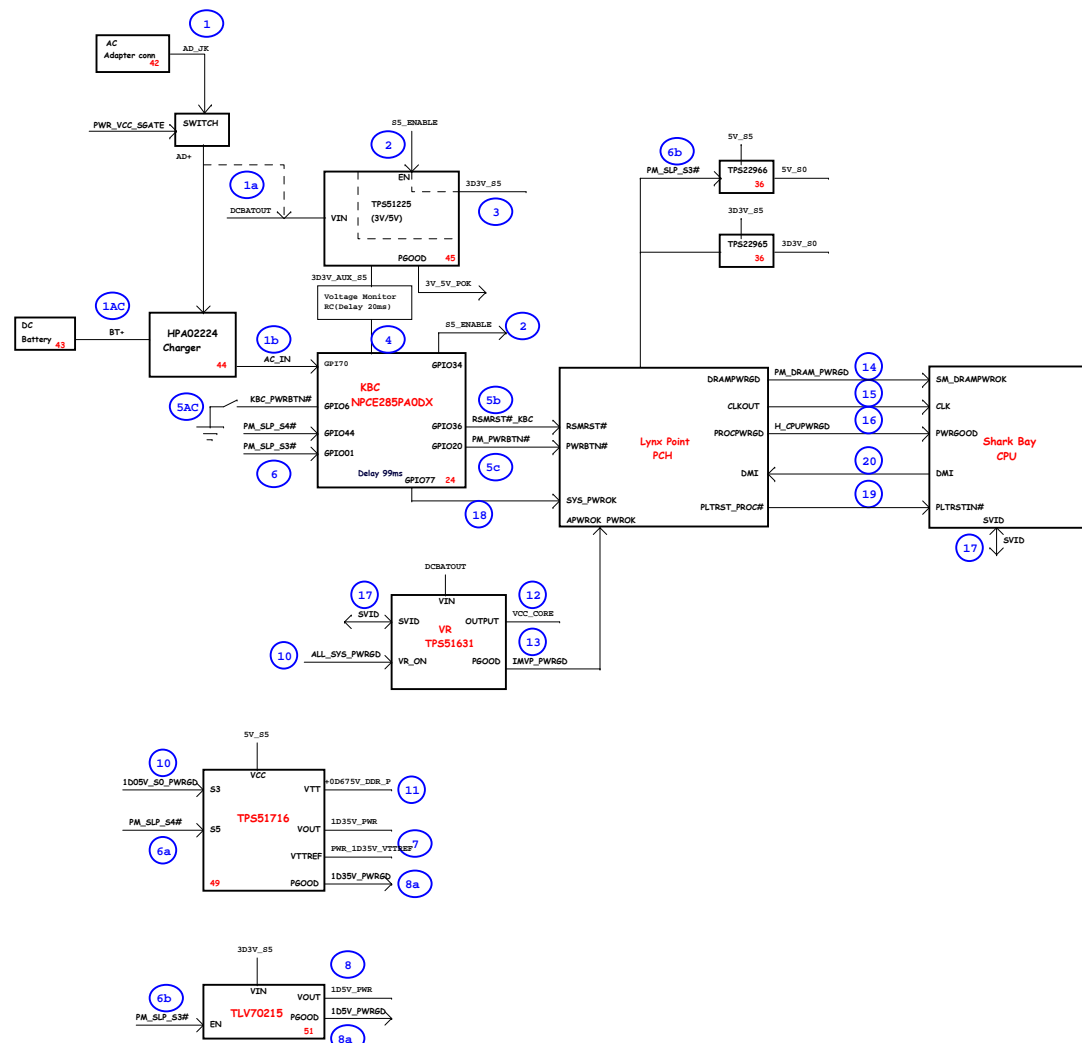 1
AC
Adapter conn
42
AD_JK
PWR_VCC_SGATE
SWITCH
AD+
1a
DCBATOUT
S5_ENABLE
2
EN
TPS51225
(3V/5V)
VIN
PGOOD
45
3D3V_S5
3
3D3V_AUX_S5
3V_5V_POK
Voltage Monitor
RC(Delay 20ms)
6b
PM_SLP_S3#
5V_S5
TPS22966
36
5V_S0
3D3V_S5
TPS22965
36
3D3V_S0
1AC
DC
Battery
43
BT+
HPA02224
Charger
44
1b
AC_IN
4
S5_ENABLE
2
GPI70
GPIO34
KBC
NPCE285PA0DX
5AC
KBC_PWRBTN#
GPIO6
PM_SLP_S4#
GPIO44
PM_SLP_S3#
GPIO01
6
GPIO36
GPIO20
Delay 99ms
GPIO77
24
5b
RSMRST#_KBC
PM_PWRBTN#
5c
18
RSMRST#
PWRBTN#
SYS_PWROK
APWROK PWROK
Lynx Point
PCH
DRAMPWRGD
CLKOUT
PROCPWRGD
DMI
PLTRST_PROC#
14
PM_DRAM_PWRGD
15
16
H_CPUPWRGD
20
19
SM_DRAMPWROK
CLK
PWRGOOD
Shark Bay
CPU
DMI
PLTRSTIN#
SVID
17
SVID
DCBATOUT
17
SVID
VIN
SVID
OUTPUT
VR
TPS51631
12
VCC_CORE
13
10
ALL_SYS_PWRGD
VR_ON
PGOOD
IMVP_PWRGD
5V_S5
10
1D05V_S0_PWRGD
VCC
S3
VTT
+0D675V_DDR_P
11
TPS51716
PM_SLP_S4#
6a
S5
VOUT
1D35V_PWR
7
VTTREF
PWR_1D35V_VTTREF
49
PGOOD
1D35V_PWRGD
8a
3D3V_S5
8
6b
VIN
VOUT
1D5V_PWR
TLV70215
PM_SLP_S3#
EN
PGOOD
1D5V_PWRGD
51
8a